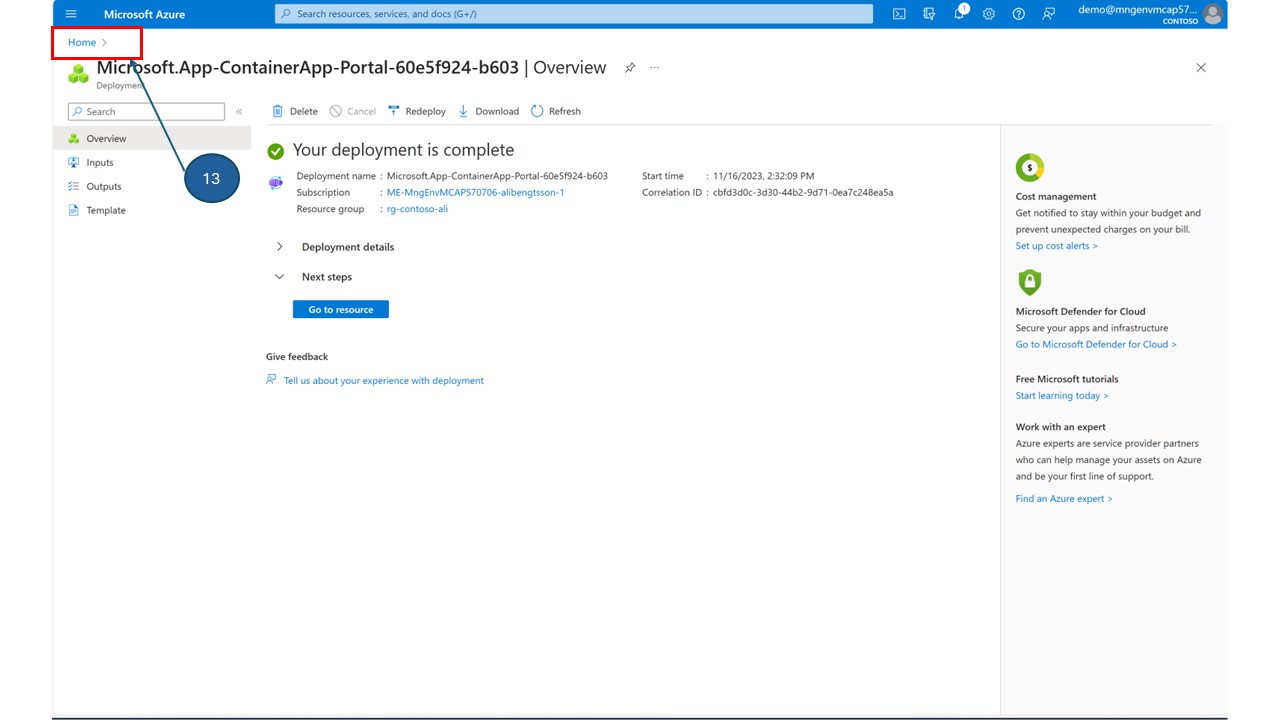 Microsoft Azure
Search resources, services, and docs (G+/)
1
demo@mngenvmcap57...
CONTOSO
Home >
Microsoft.App-ContainerApp-Portal-60e5f924-b603 | Overview
...
Deployment
Search
«
Delete
Cancel
Redeploy
Download
Refresh
Overview
Inputs
Outputs
Template
13
Your deployment is complete
Deployment name : Microsoft.App-ContainerApp-Portal-60e5f924-b603
Subscription : ME-MngEnvMCAP570706-alibengtsson-1
Resource group : rg-contoso-ali
Start time : 11/16/2023, 2:32:09 PM
Correlation ID : cbfd3d0c-3d30-44b2-9d71-0ea7c248ea5a
Deployment details
Next steps
Go to resource
Give feedback
Tell us about your experience with deployment
Cost management
Get notified to stay within your budget and
prevent unexpected charges on your bill.
Set up cost alerts >
Microsoft Defender for Cloud
Secure your apps and infrastructure
Go to Microsoft Defender for Cloud >
Free Microsoft tutorials
Start learning today >
Work with an expert
Azure experts are service provider partners
who can help manage your assets on Azure
and be your first line of support.
Find an Azure expert >